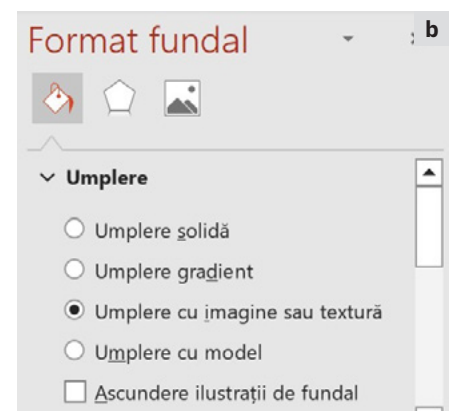 Format fundal
b
Umplere
Umplere solidă
Umplere gradient
Umplere cu imagine sau textură
Umplere cu model
Ascundere ilustrații de fundal